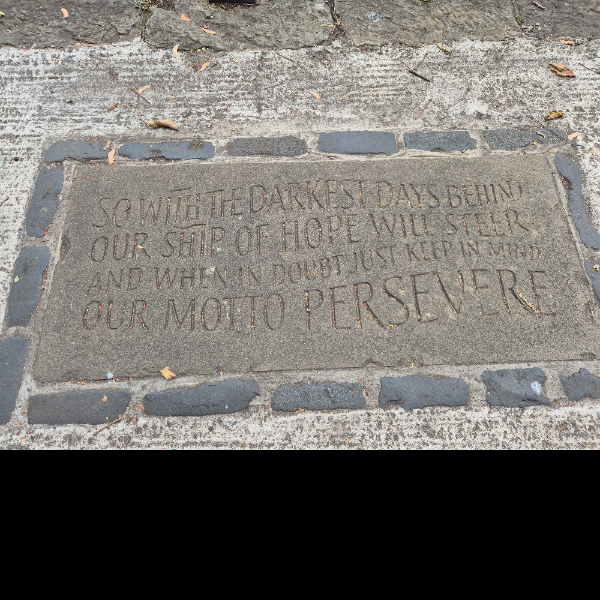 SO WITH THE DARKEST DAYS BEHIND
OUR SHIP OF HOPE WILL STEER
AND WHEN IN DOUBT JUST KEEP IN MIND
OUR MOTTO PERSEVERE